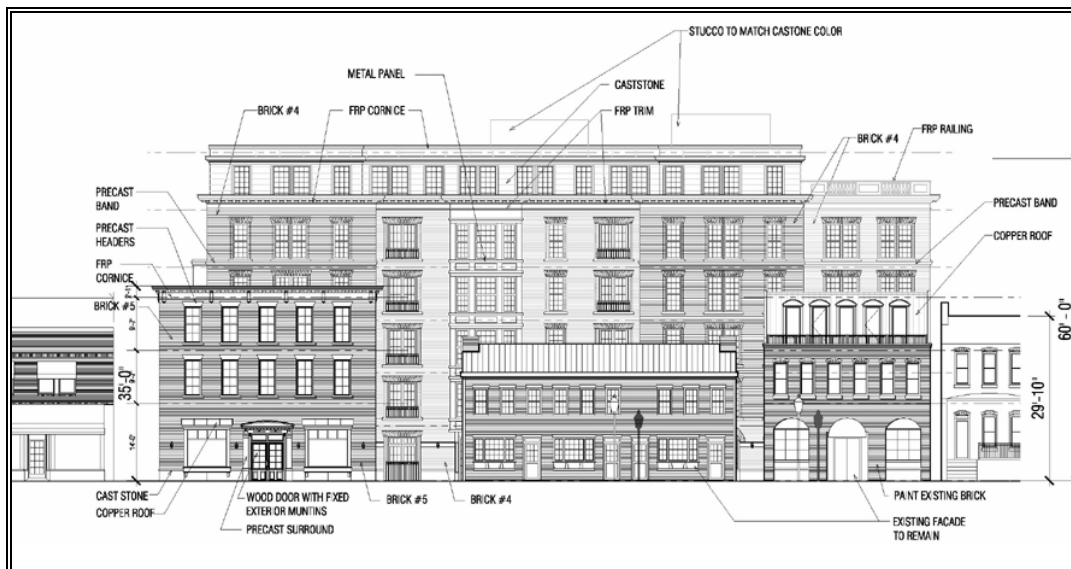 STUCCO TO MATCH CASTONE COLOR
METAL PANEL
CASTSTONE
BRICK #4
FRP CORNICE
FRP TRIM
FRP RAILING
BRICK #4
PRECAST
BAND
PRECAST BAND
PRECAST
HEADERS
COPPER ROOF
FRP
CORNICE
BRICK #5
35'-0"
14'-0"
60'-0"
29'-10"
CAST STONE
COPPER ROOF
WOOD DOOR WITH FIXED
EXTERIOR MUNTINS
PRECAST SURROUND
BRICK #5
BRICK #4
PAINT EXISTING BRICK
EXISTING FACADE
TO REMAIN